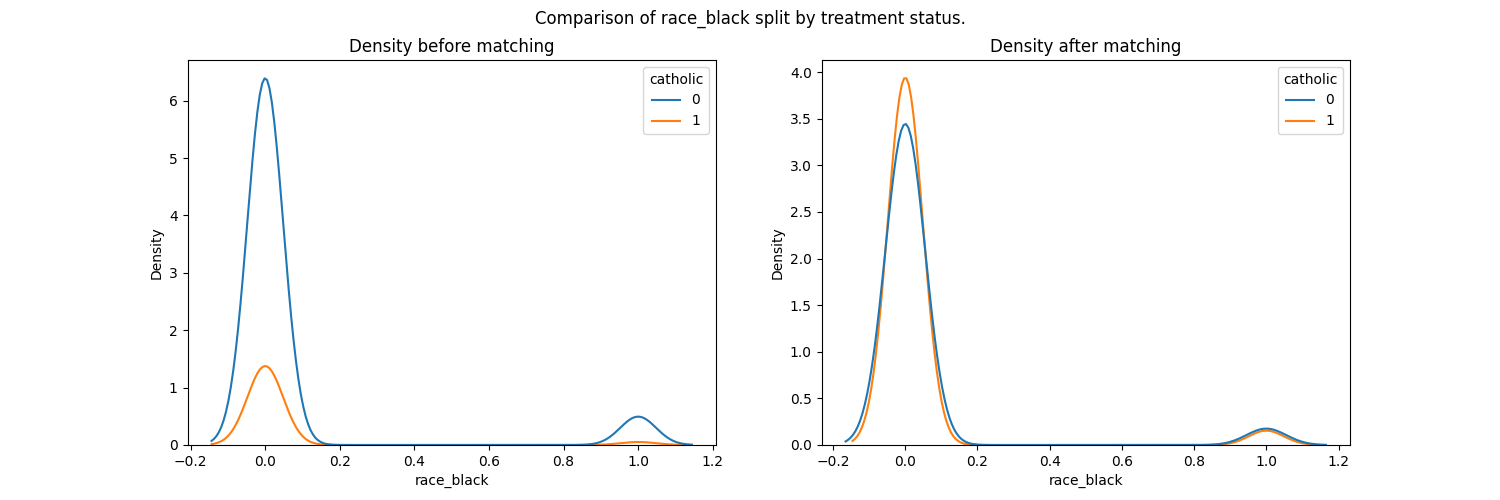 Comparison of race_black split by treatment status.
Density before matching
Density
6
5
4
3
2
1
0
−0.2 0.0 0.2 0.4 0.6 0.8 1.0 1.2
race_black
catholic
0
1
Density after matching
Density
4.0
3.5
3.0
2.5
2.0
1.5
1.0
0.5
0.0
−0.2 0.0 0.2 0.4 0.6 0.8 1.0 1.2
race_black
catholic
0
1